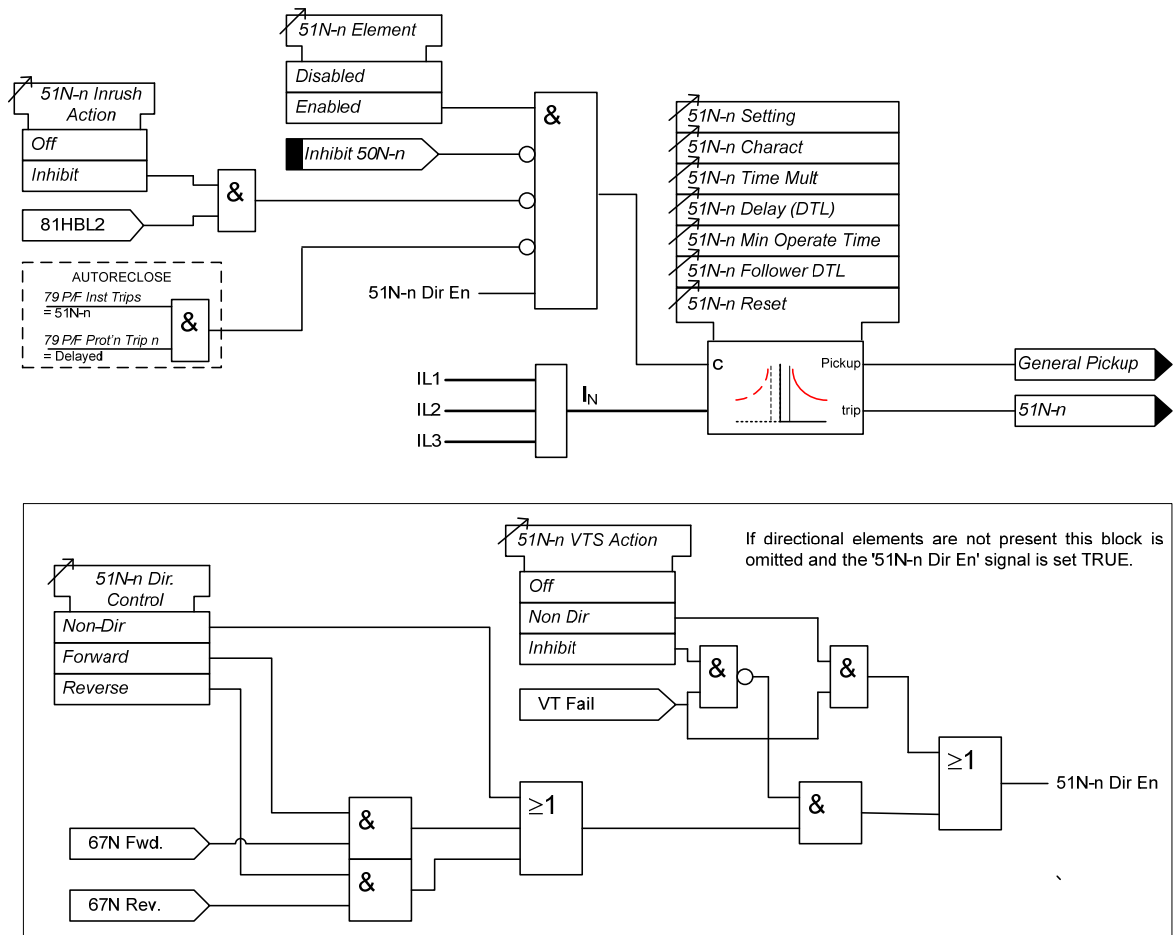 51N-n Element
Disabled
Enabled
51N-n Inrush
Action
Off
Inhibit
81HBL2
Inhibit 50N-n
&
&
AUTORECLOSE
79 P/F Inst Trips
= 51N-n
79 P/F Prot'n Trip n
= Delayed
&
51N-n Dir En
51N-n Setting
51N-n Charact
51N-n Time Mult
51N-n Delay (DTL)
51N-n Min Operate Time
51N-n Follower DTL
51N-n Reset
IL1
IL2
IL3
IN
c
Pickup
trip
General Pickup
51N-n
51N-n VTS Action
Off
Non Dir
Inhibit
VT Fail
If directional elements are not present this block is
omitted and the '51N-n Dir En' signal is set TRUE.
51N-n Dir.
Control
Non-Dir
Forward
Reverse
&
&
≥1
51N-n Dir En
≥1
&
&
&
67N Fwd.
67N Rev.